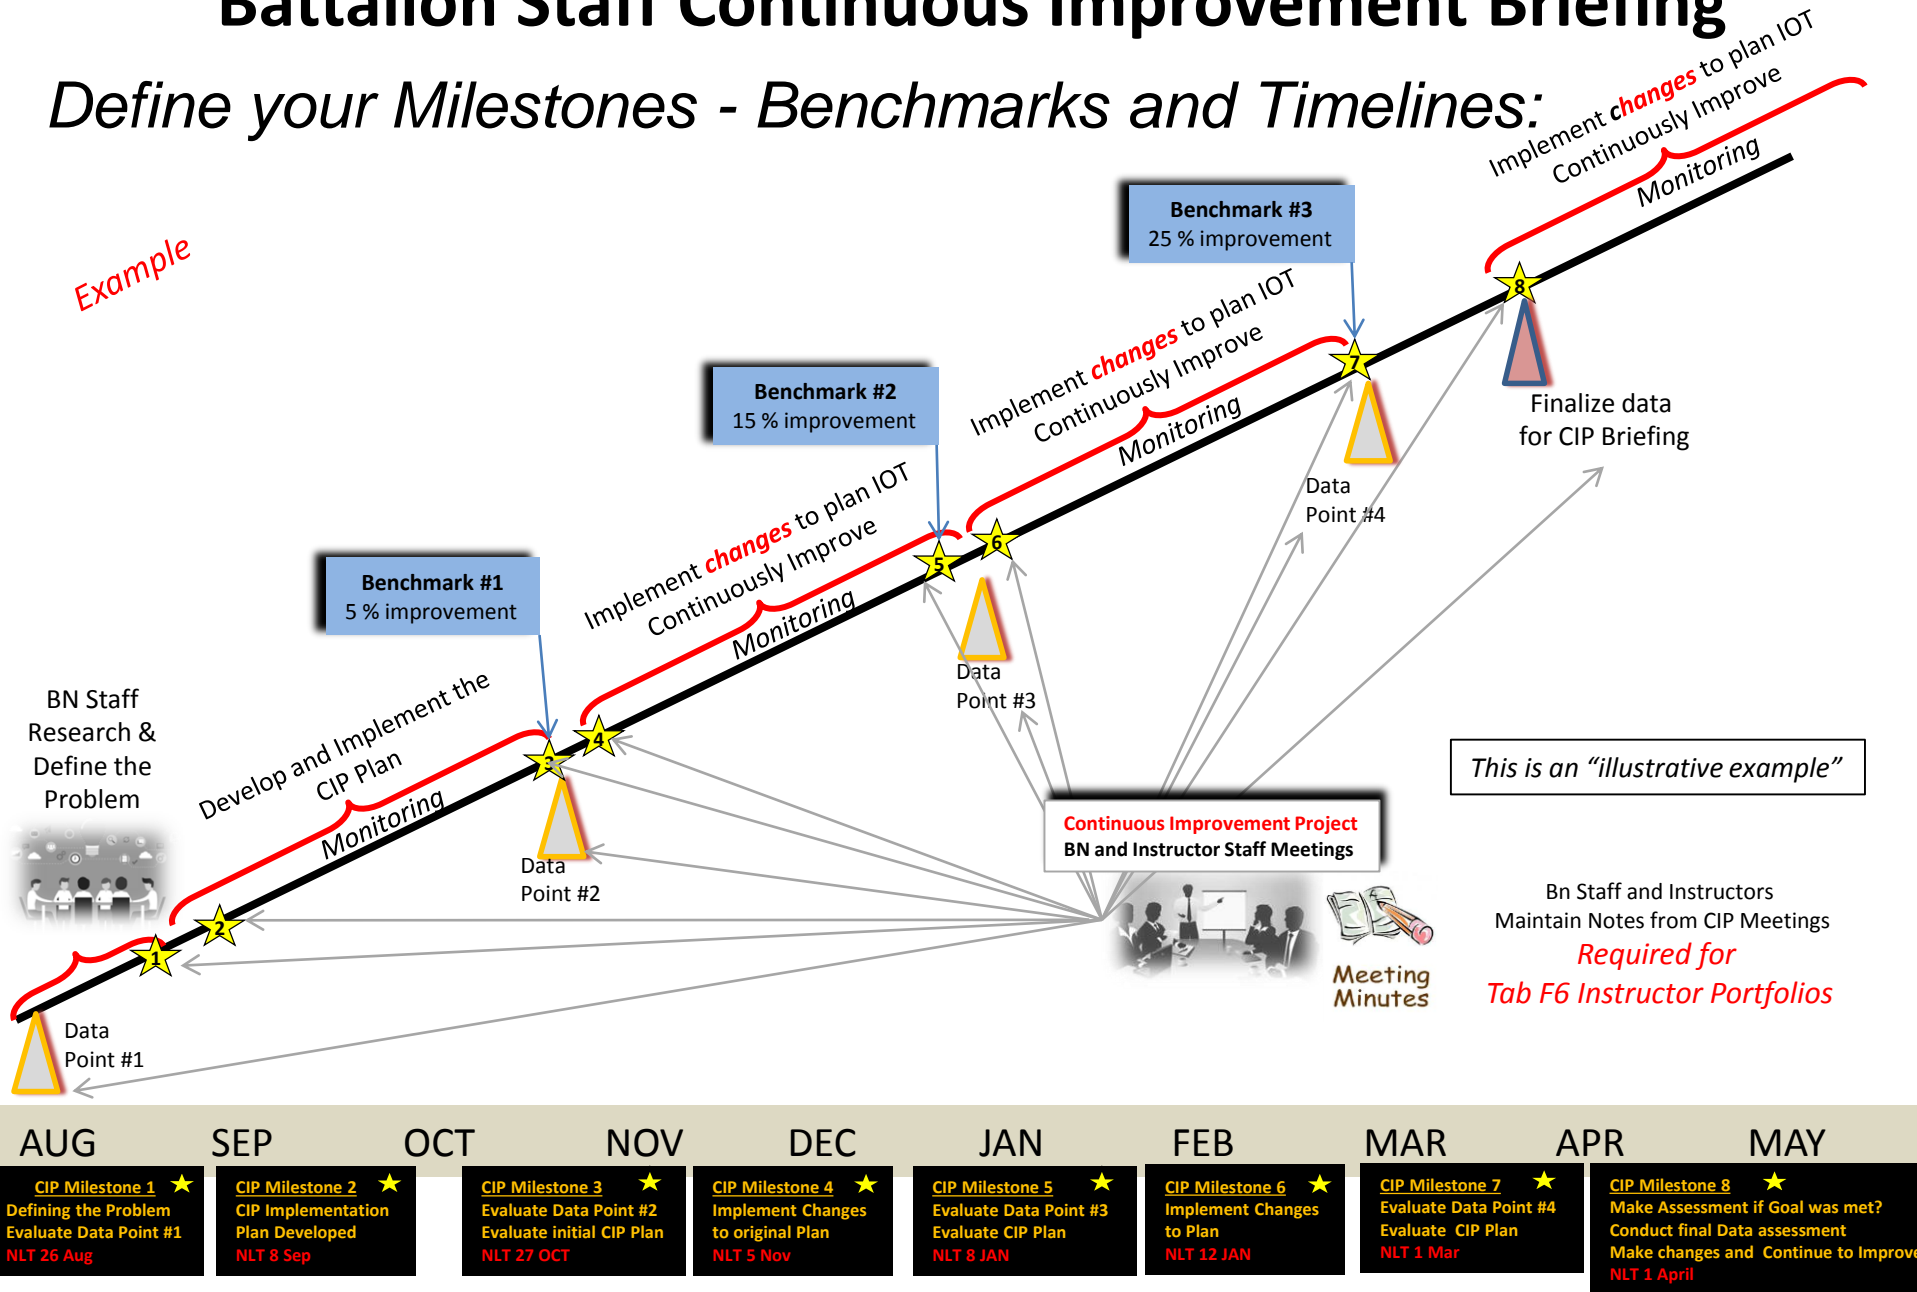 Battalion Staff Continuous Improvement Briefing
Define your Milestones - Benchmarks and Timelines:
Example
Implement changes to plan IOT
Continuously Improve
Monitoring
Benchmark #3
25 % improvement
8
Finalize data
for CIP Briefing
Implement changes to plan IOT
Continuously Improve
Monitoring
7
Data
Point #4
Benchmark #2
15 % improvement
6
5
Data
Point #3
Implement changes to plan IOT
Continuously Improve
Monitoring
Benchmark #1
5 % improvement
4
3
Data
Point #2
BN Staff
Research &
Define the
Problem
Develop and Implement the
CIP Plan
Monitoring
2
1
Data
Point #1
This is an “illustrative example”
Continuous Improvement Project
BN and Instructor Staff Meetings
Meeting
Minutes
Bn Staff and Instructors
Maintain Notes from CIP Meetings
Required for
Tab F6 Instructor Portfolios
AUG SEP OCT NOV DEC JAN FEB MAR APR MAY
CIP Milestone 1
Defining the Problem
Evaluate Data Point #1
NLT 26 Aug
CIP Milestone 2
CIP Implementation
Plan Developed
NLT 8 Sep
CIP Milestone 3
Evaluate Data Point #2
Evaluate initial CIP Plan
NLT 27 OCT
CIP Milestone 4
Implement Changes
to original Plan
NLT 5 Nov
CIP Milestone 5
Evaluate Data Point #3
Evaluate CIP Plan
NLT 8 JAN
CIP Milestone 6
Implement Changes
to Plan
NLT 12 JAN
CIP Milestone 7
Evaluate Data Point #4
Evaluate CIP Plan
NLT 1 Mar
CIP Milestone 8
Make Assessment if Goal was met?
Conduct final Data assessment
Make changes and Continue to Improve
NLT 1 April